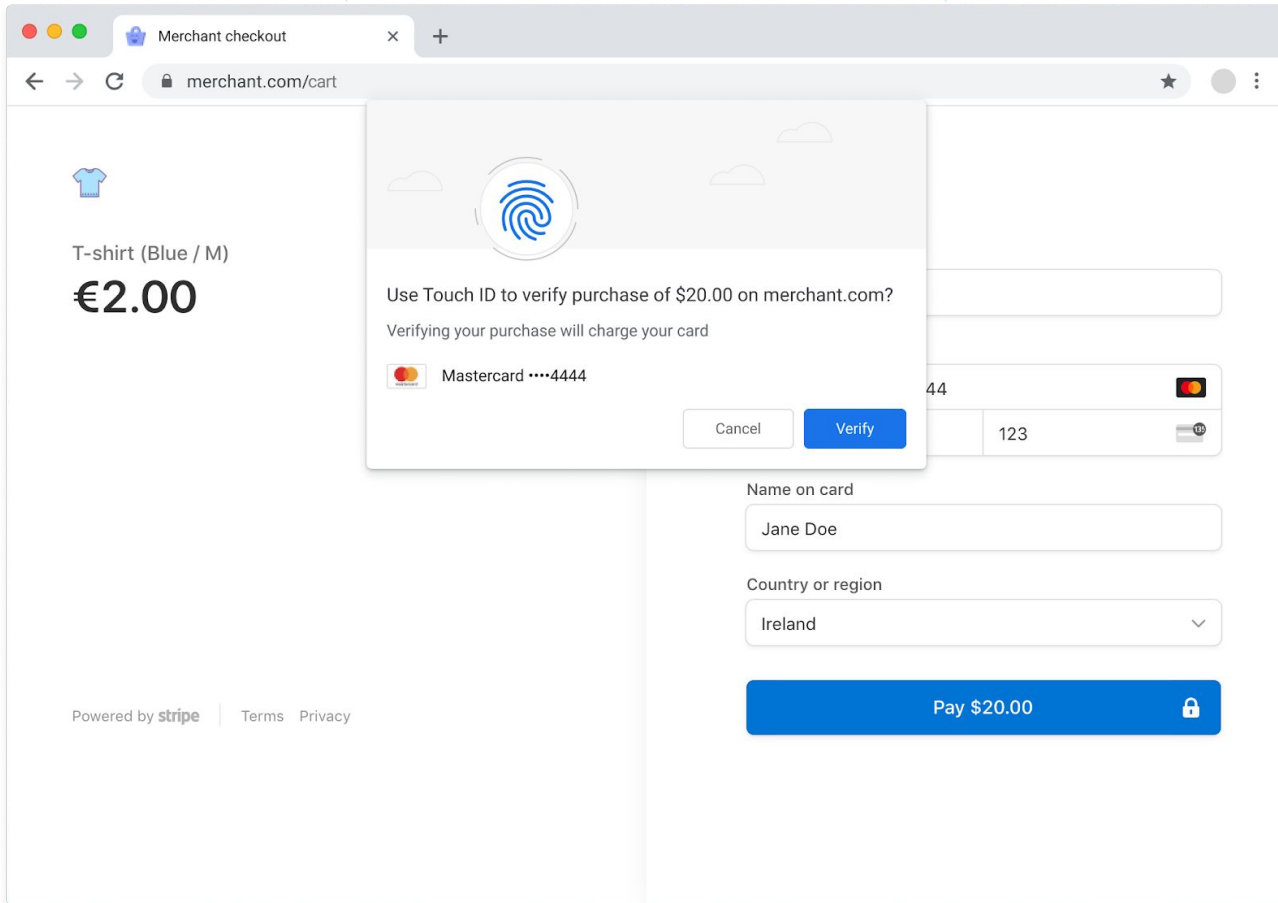 Merchant checkout
merchant.com/cart
T-shirt (Blue / M)
€2.00
Use Touch ID to verify purchase of $20.00 on merchant.com?
Verifying your purchase will charge your card
Mastercard ••••4444
Cancel
Verify
44
123
Name on card
Jane Doe
Country or region
Ireland
Pay $20.00
Powered by stripe
Terms
Privacy